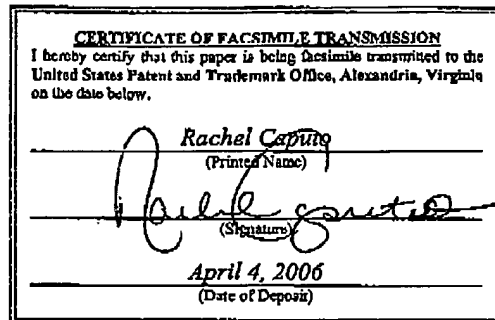 CERTIFICATE OF FACSIMILE TRANSMISSION
I hereby certify that this paper is being facsimile transmitted to the
United States Patent and Trademark Office, Alexandria, Virginia
on the date below.
Rachel Caputo
(Printed Name)
Rachel Caputo
(Signature)
April 4, 2006
(Date of Deposit)